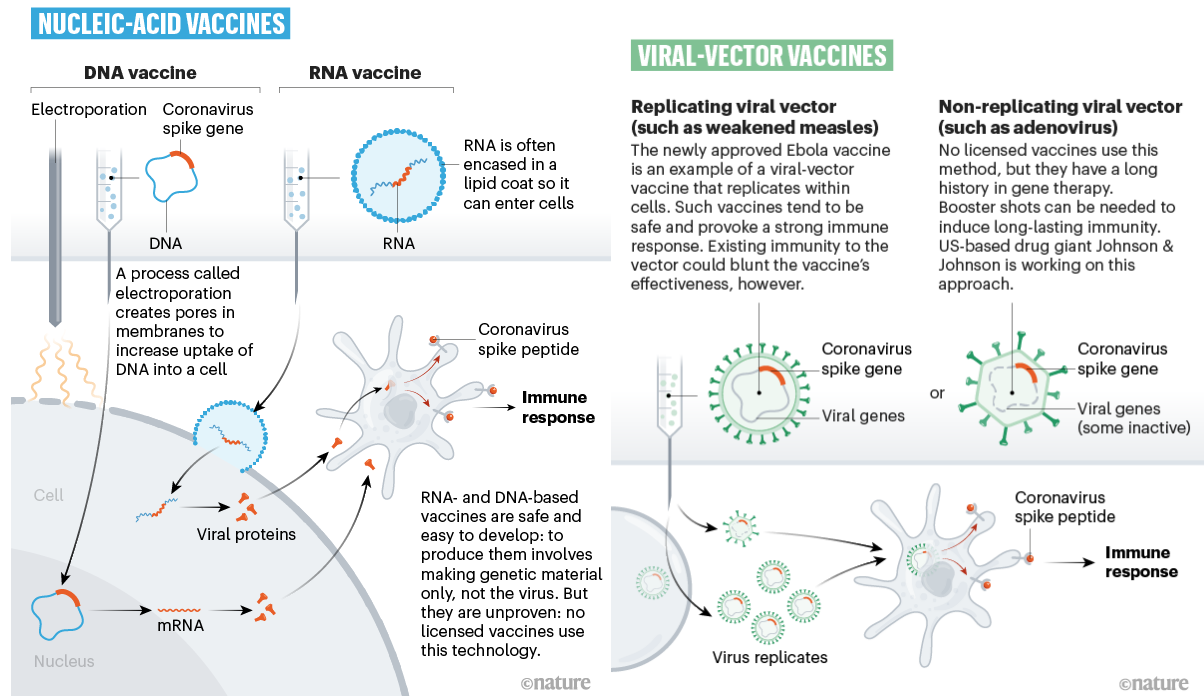 NUCLEIC-ACID VACCINES
DNA vaccine
RNA vaccine
Electroporation
Coronavirus
spike gene
DNA
RNA is often
encased in a
lipid coat so it
can enter cells
RNA
A process called
electroporation
creates pores in
membranes to
increase uptake of
DNA into a cell
Coronavirus
spike peptide
Immune
response
Cell
Viral proteins
mRNA
Nucleus
RNA- and DNA-based
vaccines are safe and
easy to develop: to
produce them involves
making genetic material
only, not the virus. But
they are unproven: no
licensed vaccines use
this technology.
©nature
VIRAL-VECTOR VACCINES
Replicating viral vector
(such as weakened measles)
The newly approved Ebola vaccine
is an example of a viral-vector
vaccine that replicates within
cells. Such vaccines tend to be
safe and provoke a strong immune
response. Existing immunity to the
vector could blunt the vaccine’s
effectiveness, however.
Non-replicating viral vector
(such as adenovirus)
No licensed vaccines use this
method, but they have a long
history in gene therapy.
Booster shots can be needed to
induce long-lasting immunity.
US-based drug giant Johnson &
Johnson is working on this
approach.
Coronavirus
spike gene
Viral genes
or
Coronavirus
spike gene
Viral genes
(some inactive)
Coronavirus
spike peptide
Immune
response
Virus replicates
©nature